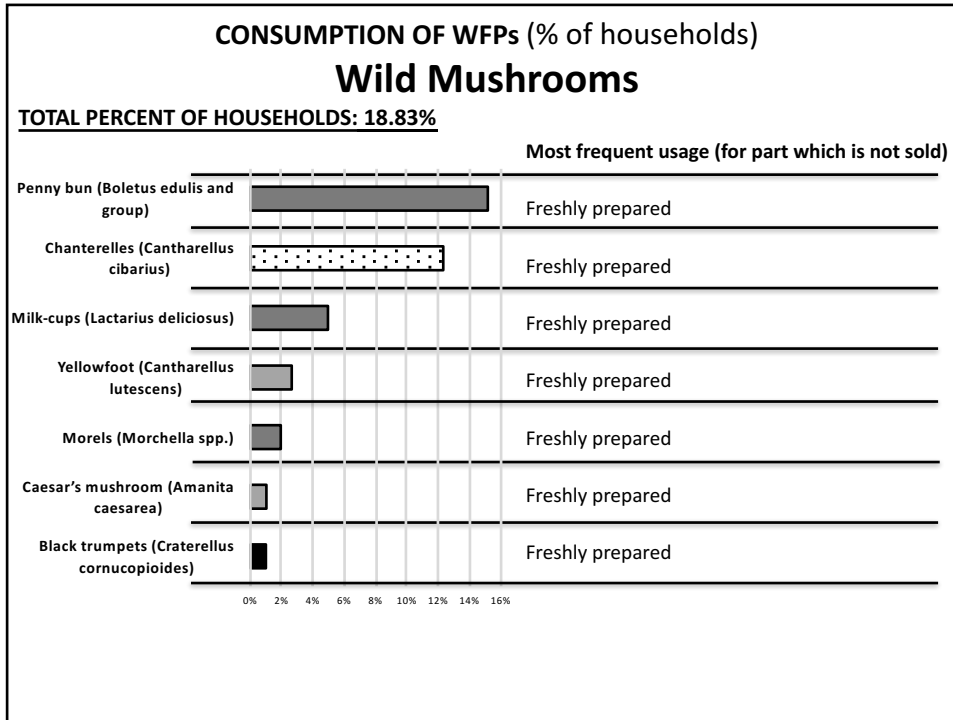 CONSUMPTION OF WFPs (% of households)
Wild Mushrooms
TOTAL PERCENT OF HOUSEHOLDS: 18.83%
Most frequent usage (for part which is not sold)
Penny bun (Boletus edulis and
group)
Freshly prepared
Chanterelles (Cantharellus
cibarius)
Freshly prepared
Milk-cups (Lactarius deliciosus)
Freshly prepared
Yellowfoot (Cantharellus
lutescens)
Freshly prepared
Morels (Morchella spp.)
Freshly prepared
Caesar's mushroom (Amanita
caesarea)
Freshly prepared
Black trumpets (Craterellus
cornucopioides)
Freshly prepared
0% 2% 4% 6% 8% 10% 12% 14% 16%